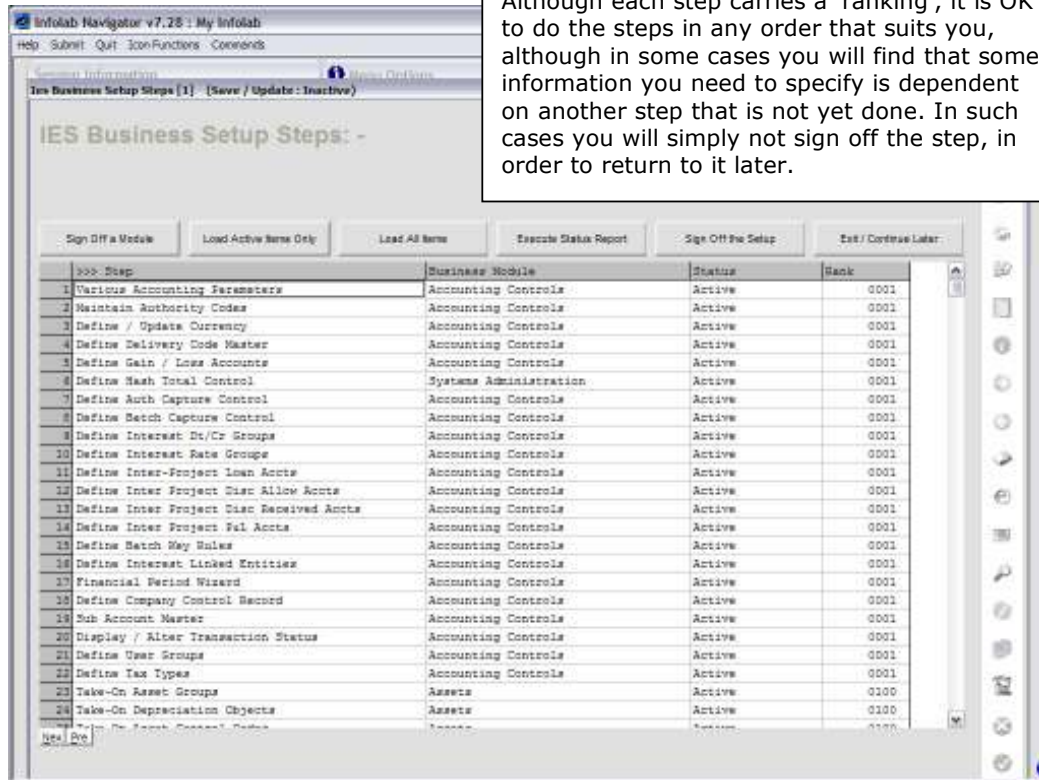 Infolab Navigator v7.28 : My Infolab
Help Submit Quit Icon-Functions Commends
Session Information
Menu Options
Ies Business Setup Steps [1] (Save / Update : Inactive)
Although each step carries a 'ranking', it is OK
to do the steps in any order that suits you,
although in some cases you will find that some
information you need to specify is dependent
on another step that is not yet done. In such
cases you will simply not sign off the step, in
order to return to it later.
IES Business Setup Steps: -
Sign Off a Module Load Active Items Only Load All Items Execute Status Report Sign Off the Setup Exit / Continue Later
>>> Step Business Module Status Rank
1 Various Accounting Parameters Accounting Controls Active 0001
2 Maintain Authority Codes Accounting Controls Active 0001
3 Define / Update Currency Accounting Controls Active 0001
4 Define Delivery Code Master Accounting Controls Active 0001
5 Define Gain / Loss Accounts Accounting Controls Active 0001
6 Define Hash Total Control Systems Administration Active 0001
7 Define Auth Capture Control Accounting Controls Active 0001
8 Define Batch Capture Control Accounting Controls Active 0001
9 Define Interest Dt/Cr Groups Accounting Controls Active 0001
10 Define Interest Rate Groups Accounting Controls Active 0001
11 Define Inter-Project Loan Accts Accounting Controls Active 0001
12 Define Inter Project Disc Allow Accts Accounting Controls Active 0001
13 Define Inter Project Disc Received Accts Accounting Controls Active 0001
14 Define Inter Project P&l Accts Accounting Controls Active 0001
15 Define Batch Key Rules Accounting Controls Active 0001
16 Define Interest Linked Entities Accounting Controls Active 0001
17 Financial Period Wizard Accounting Controls Active 0001
18 Define Company Control Record Accounting Controls Active 0001
19 Sub Account Master Accounting Controls Active 0001
20 Display / Alter Transaction Status Accounting Controls Active 0001
21 Define User Groups Accounting Controls Active 0001
22 Define Tax Types Accounting Controls Active 0001
23 Take-On Asset Groups Assets Active 0100
24 Take-On Depreciation Objects Assets Active 0100
Nex Pre